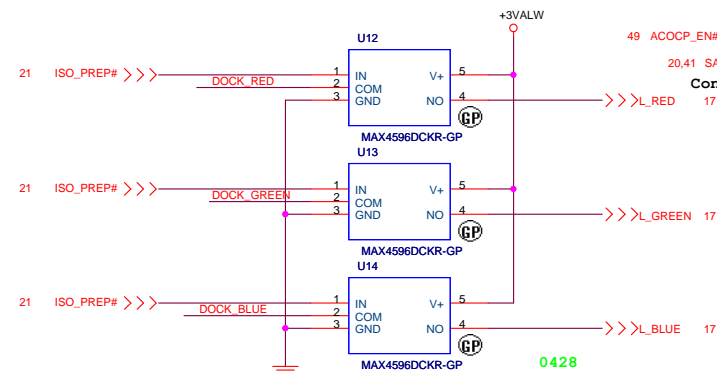 +3VALW
U12
49 ACOCP_EN#
21 ISO_PREP#
20,41 SA
Con
1 IN V+ 5
DOCK_RED 2 COM
3 GND NO 4
L_RED 17
GP
MAX4596DCKR-GP
U13
21 ISO_PREP#
1 IN V+ 5
DOCK_GREEN 2 COM
3 GND NO 4
L_GREEN 17
GP
MAX4596DCKR-GP
U14
21 ISO_PREP#
1 IN V+ 5
DOCK_BLUE 2 COM
3 GND NO 4
L_BLUE 17
GP
MAX4596DCKR-GP
0428